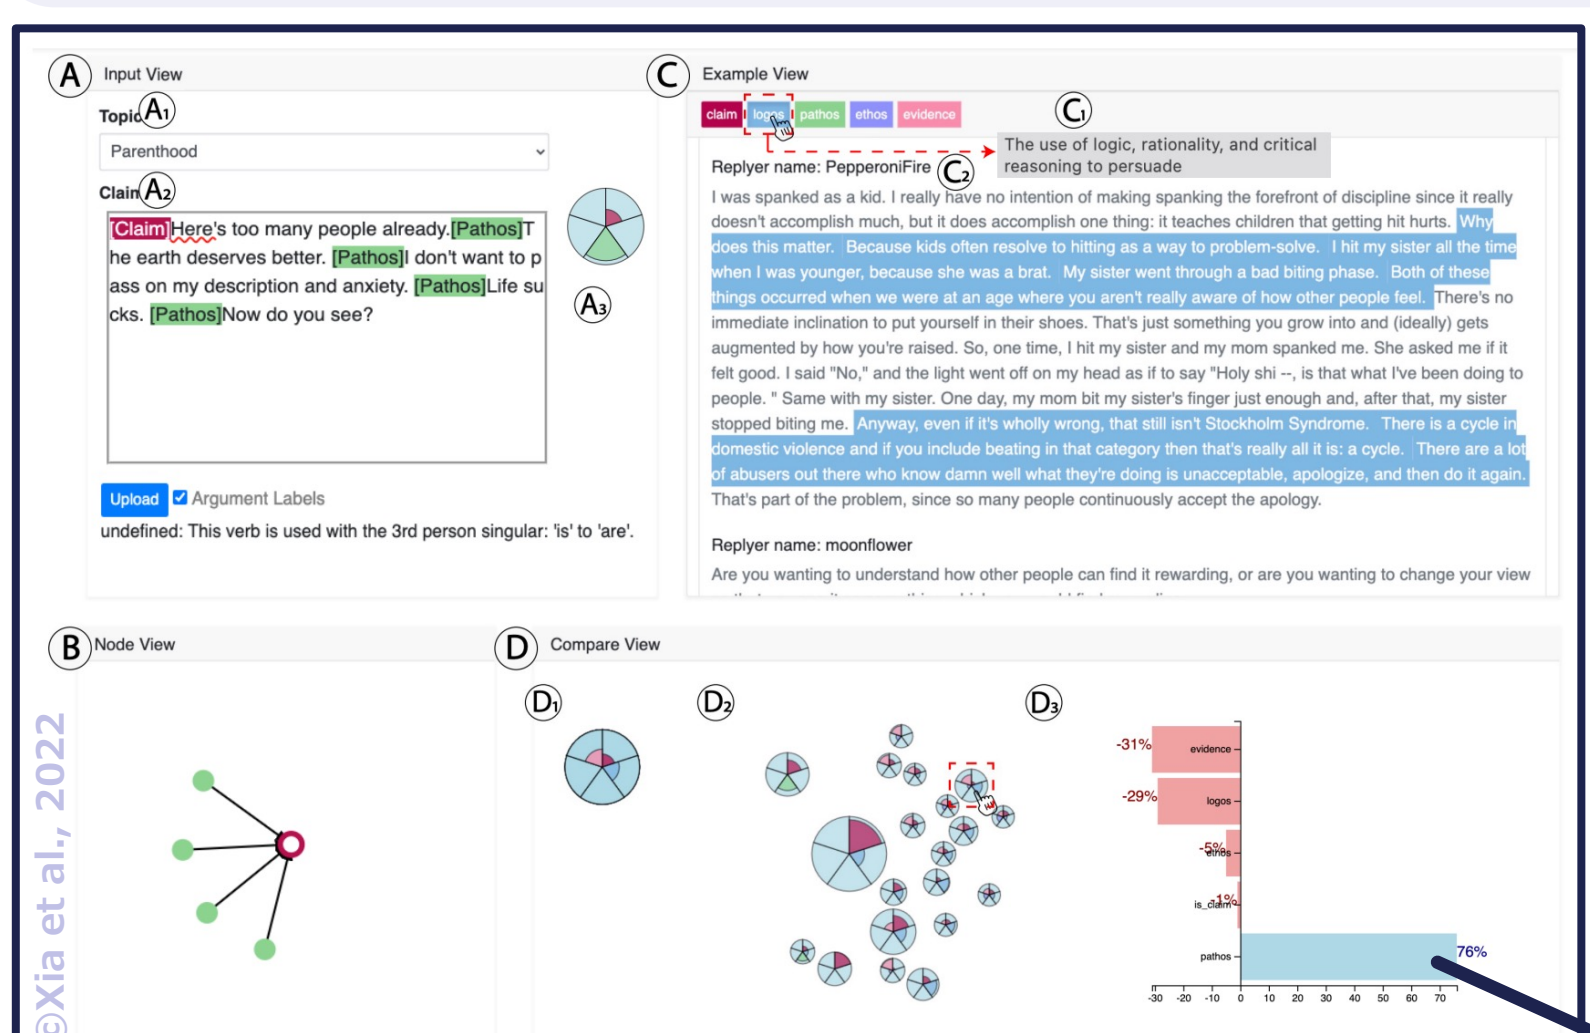 A Input View
Topic A1
Parenthood
Claim A2
[Claim]Here's too many people already.[Pathos]T
he earth deserves better. [Pathos]I don't want to p
ass on my description and anxiety. [Pathos]Life su
cks. [Pathos]Now do you see?
A3
Upload Argument Labels
undefined: This verb is used with the 3rd person singular: 'is' to 'are'.
C Example View
claim logos pathos ethos evidence
C1
The use of logic, rationality, and critical
reasoning to persuade
C2
Replyer name: PepperoniFire
I was spanked as a kid. I really have no intention of making spanking the forefront of discipline since it really
doesn't accomplish much, but it does accomplish one thing: it teaches children that getting hit hurts. Why
does this matter. Because kids often resolve to hitting as a way to problem-solve. I hit my sister all the time
when I was younger, because she was a brat. My sister went through a bad biting phase. Both of these
things occurred when we were at an age where you aren't really aware of how other people feel. There's no
immediate inclination to put yourself in their shoes. That's just something you grow into and (ideally) gets
augmented by how you're raised. So, one time, I hit my sister and my mom spanked me. She asked me if it
felt good. I said "No," and the light went off on my head as if to say "Holy shi --, is that what I've been doing to
people. " Same with my sister. One day, my mom bit my sister's finger just enough and, after that, my sister
stopped biting me. Anyway, even if it's wholly wrong, that still isn't Stockholm Syndrome. There is a cycle in
domestic violence and if you include beating in that category then that's really all it is: a cycle. There are a lot
of abusers out there who know damn well what they're doing is unacceptable, apologize, and then do it again.
That's part of the problem, since so many people continuously accept the apology.
Replyer name: moonflower
Are you wanting to understand how other people can find it rewarding, or are you wanting to change your view
B Node View
©Xia et al., 2022
D Compare View
D1
D2
D3
-31% evidence
-29% logos
-5% ethos
-1% is_claim
pathos 76%
-30 -20 -10 0 10 20 30 40 50 60 70